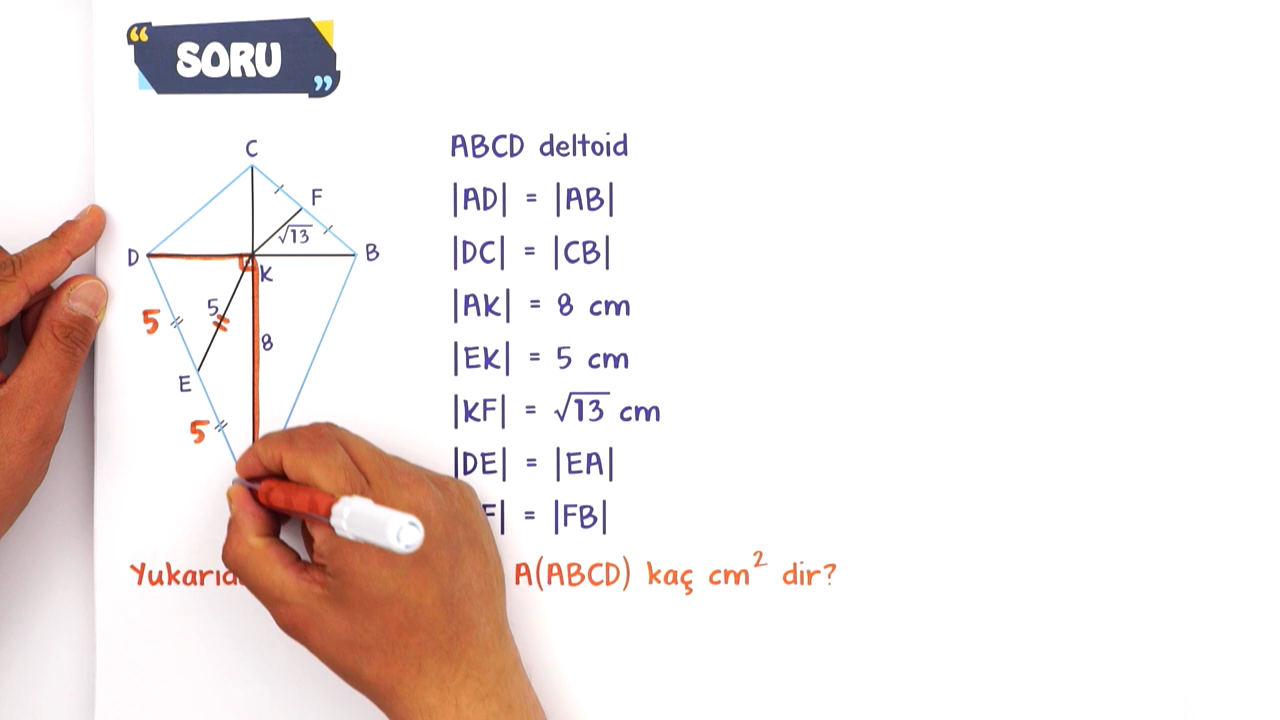 “ SORU ”
C
F
√13
D
B
K
5
5
8
E
5
ABCD deltoid
|AD| = |AB|
|DC| = |CB|
|AK| = 8 cm
|EK| = 5 cm
|KF| = √13 cm
|DE| = |EA|
F| = |FB|
A(ABCD) kaç cm² dir?